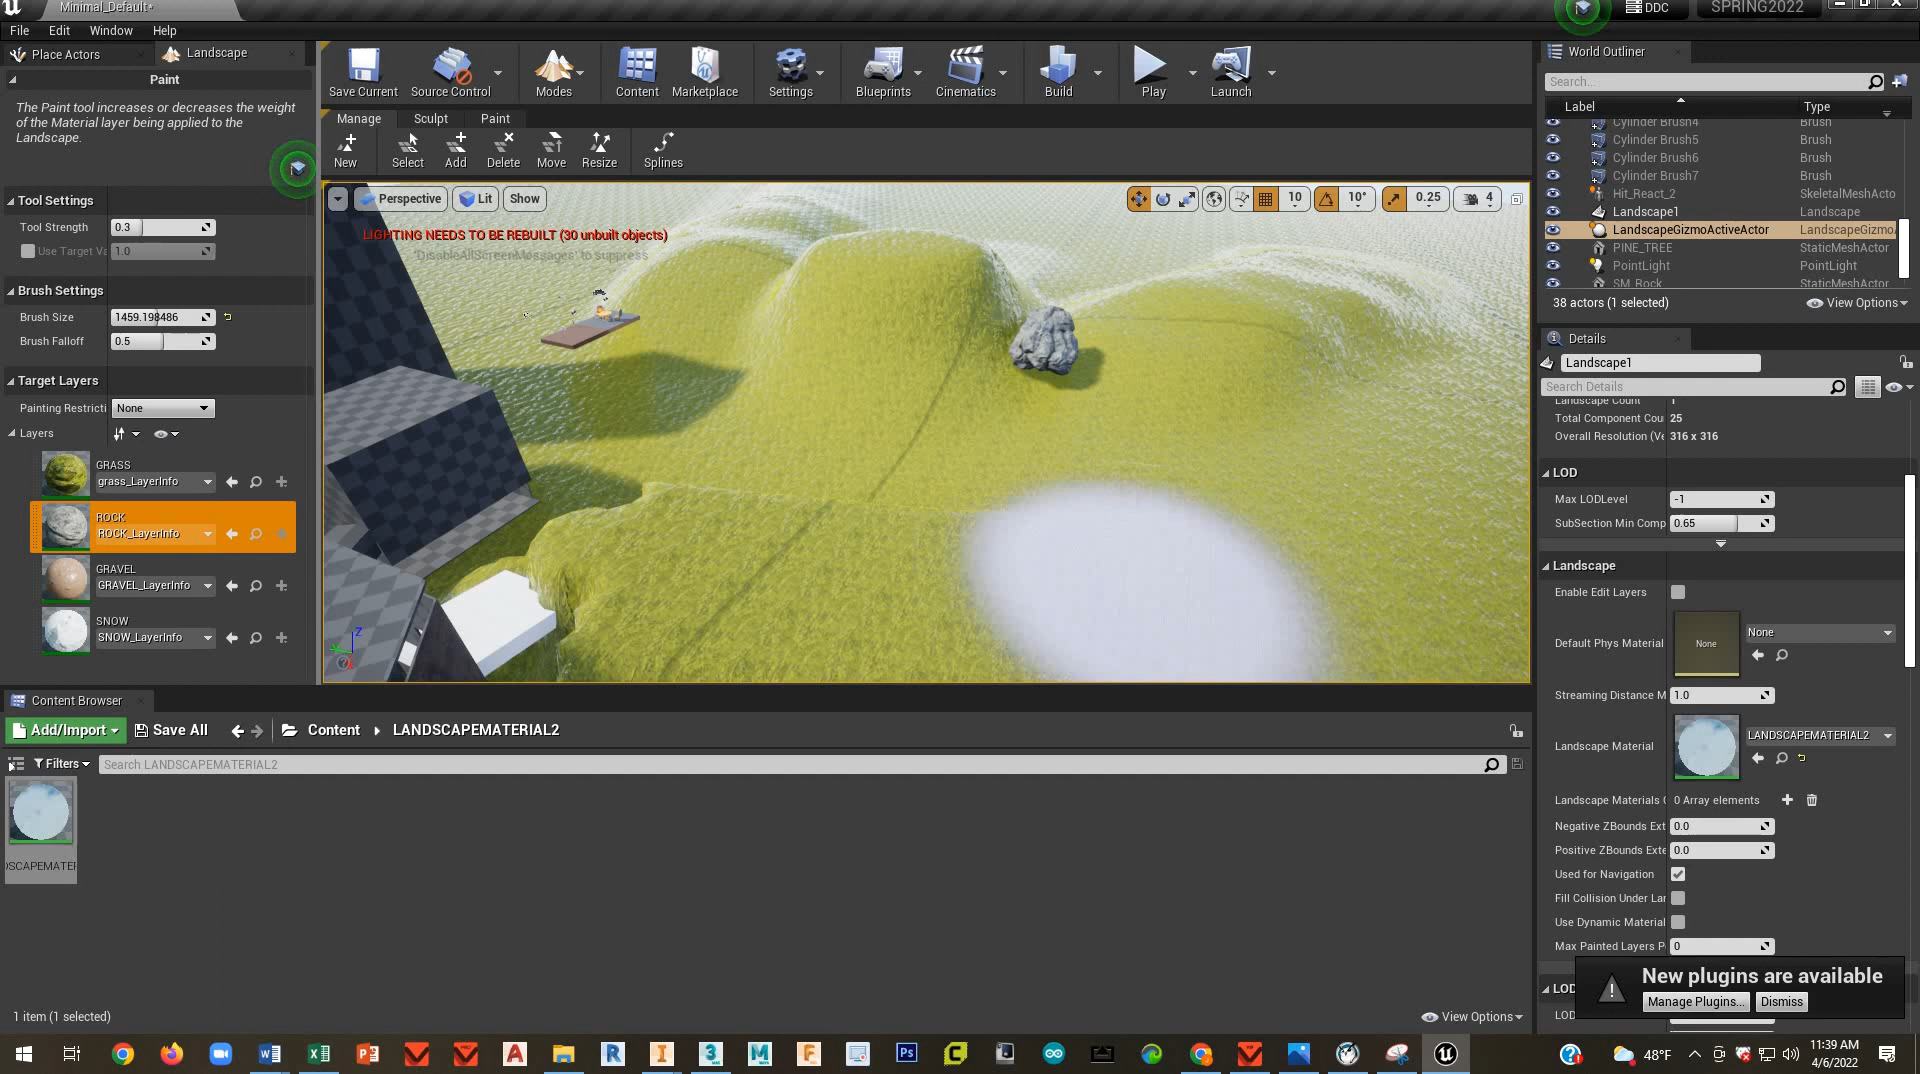 Minimal_Default*
DDC
SPRING2022
File Edit Window Help
Place Actors
Landscape
Paint
The Paint tool increases or decreases the weight
of the Material layer being applied to the
Landscape.
Tool Settings
Tool Strength 0.3
Use Target Va 1.0
Brush Settings
Brush Size 1459.198486
Brush Falloff 0.5
Target Layers
Painting Restricti None
Layers
GRASS
grass_LayerInfo
ROCK
ROCK_LayerInfo
GRAVEL
GRAVEL_LayerInfo
SNOW
SNOW_LayerInfo
Save Current Source Control Modes Content Marketplace Settings Blueprints Cinematics Build Play Launch
Manage Sculpt Paint
New Select Add Delete Move Resize Splines
Perspective Lit Show
10 10° 0.25 4
LIGHTING NEEDS TO BE REBUILT (30 unbuilt objects)
'DisableAllScreenMessages' to suppress
Z
World Outliner
Search...
Label Type
Cylinder Brush4 Brush
Cylinder Brush5 Brush
Cylinder Brush6 Brush
Cylinder Brush7 Brush
Hit_React_2 SkeletalMeshActo
Landscape1 Landscape
LandscapeGizmoActiveActor LandscapeGizmo
PINE_TREE StaticMeshActor
PointLight PointLight
SM_Rock StaticMeshActor
38 actors (1 selected) View Options
Details
Landscape1
Search Details
Landscape Count 1
Total Component Cou 25
Overall Resolution (Ve 316 x 316
LOD
Max LODLevel -1
SubSection Min Comp 0.65
Landscape
Enable Edit Layers
Default Phys Material None None
Streaming Distance M 1.0
Landscape Material LANDSCAPEMATERIAL2
Landscape Materials 0 Array elements
Negative ZBounds Ext 0.0
Positive ZBounds Exte 0.0
Used for Navigation
Fill Collision Under Lar
Use Dynamic Material
Max Painted Layers P 0
LOD
LOD
New plugins are available
Manage Plugins... Dismiss
Content Browser
Add/Import Save All Content LANDSCAPEMATERIAL2
Filters Search LANDSCAPEMATERIAL2
DSCAPEMATER
1 item (1 selected) View Options
48°F
11:39 AM
4/6/2022